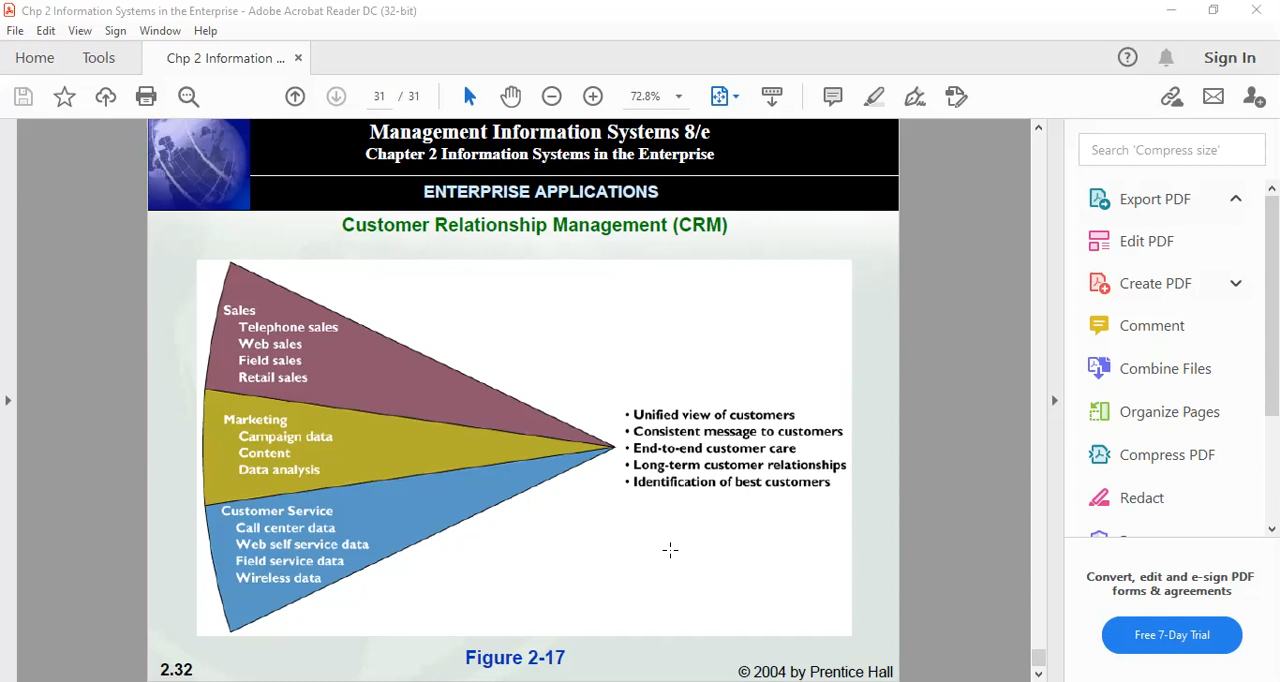 Chp 2 Information Systems in the Enterprise - Adobe Acrobat Reader DC (32-bit)
File Edit View Sign Window Help
Home Tools Chp 2 Information ... × Sign In
31 / 31 72.8%
Management Information Systems 8/e
Chapter 2 Information Systems in the Enterprise
ENTERPRISE APPLICATIONS
Customer Relationship Management (CRM)
Sales
Telephone sales
Web sales
Field sales
Retail sales
Marketing
Campaign data
Content
Data analysis
Customer Service
Call center data
Web self service data
Field service data
Wireless data
• Unified view of customers
• Consistent message to customers
• End-to-end customer care
• Long-term customer relationships
• Identification of best customers
Figure 2-17
2.32
© 2004 by Prentice Hall
Search 'Compress size'
Export PDF
Edit PDF
Create PDF
Comment
Combine Files
Organize Pages
Compress PDF
Redact
Convert, edit and e-sign PDF
forms & agreements
Free 7-Day Trial